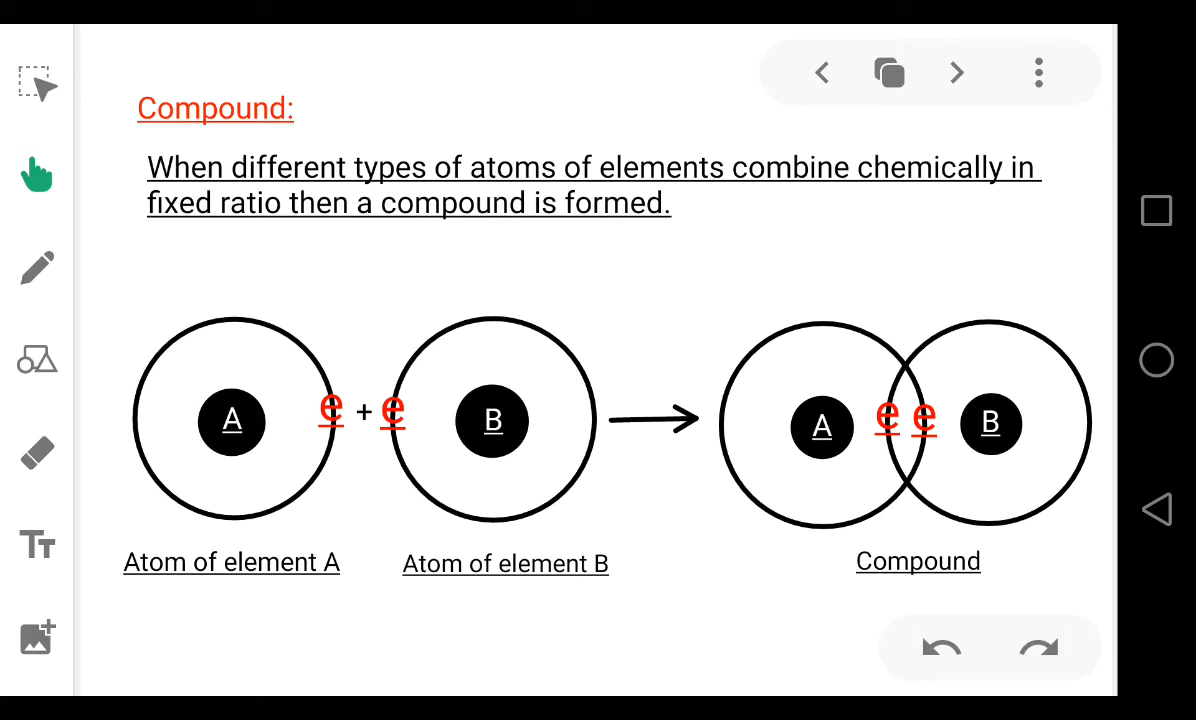 Compound:
When different types of atoms of elements combine chemically in
fixed ratio then a compound is formed.
A e + e B A e e B
Atom of element A Atom of element B Compound
Tт